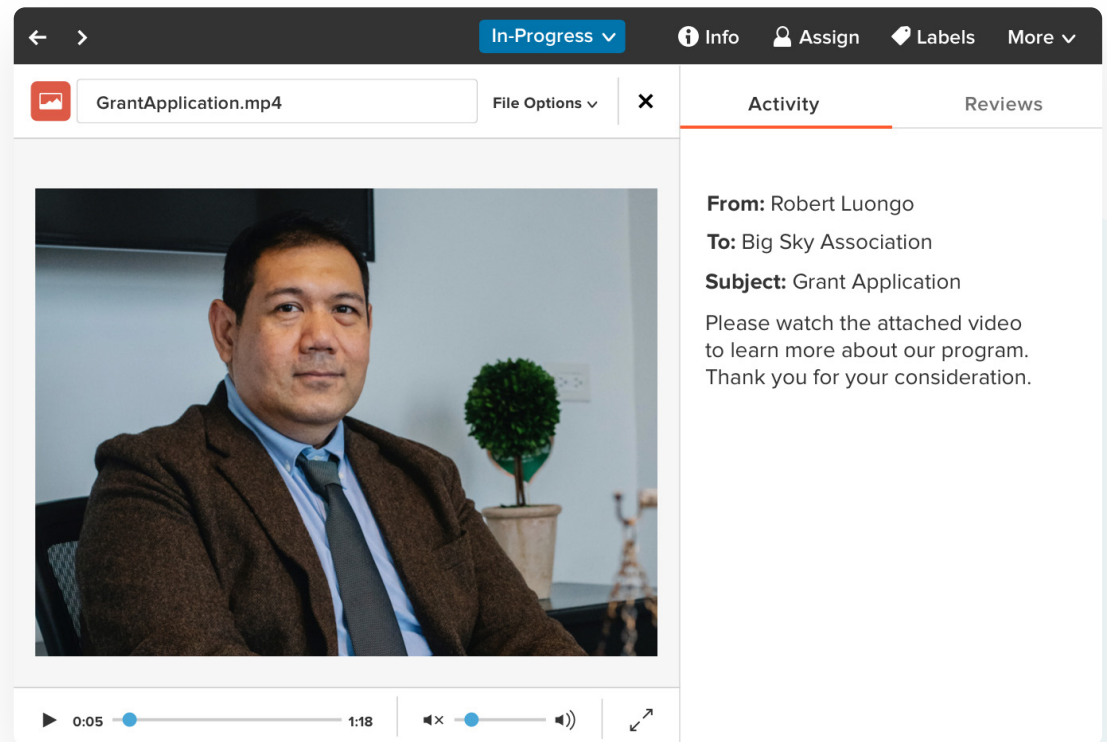 In-Progress
Info
Assign
Labels
More
GrantApplication.mp4
File Options
Activity
Reviews
From: Robert Luongo
To: Big Sky Association
Subject: Grant Application
Please watch the attached video
to learn more about our program.
Thank you for your consideration.
0:05
1:18